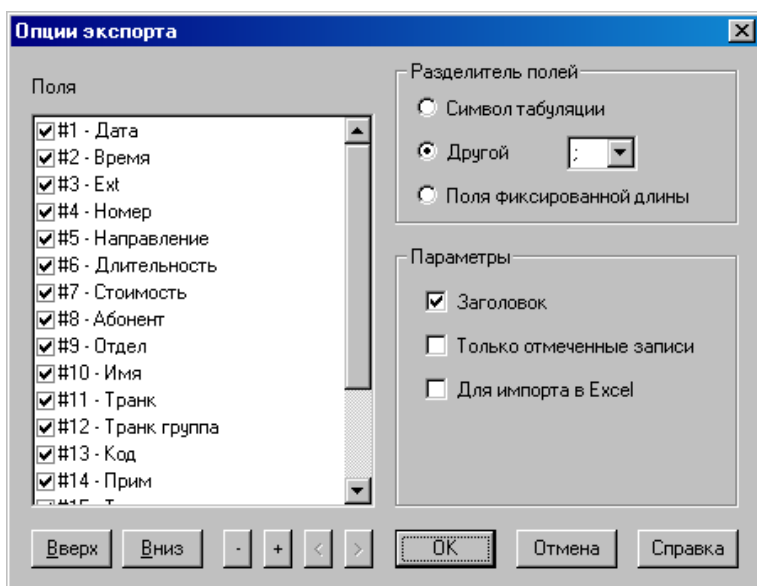 Опции экспорта
Поля
#1 - Дата
#2 - Время
#3 - Ext
#4 - Номер
#5 - Направление
#6 - Длительность
#7 - Стоимость
#8 - Абонент
#9 - Отдел
#10 - Имя
#11 - Транк
#12 - Транк группа
#13 - Код
#14 - Прим
Разделитель полей
Символ табуляции
Другой ;
Поля фиксированной длины
Параметры
Заголовок
Только отмеченные записи
Для импорта в Excel
Вверх Вниз - + < > OK Отмена Справка